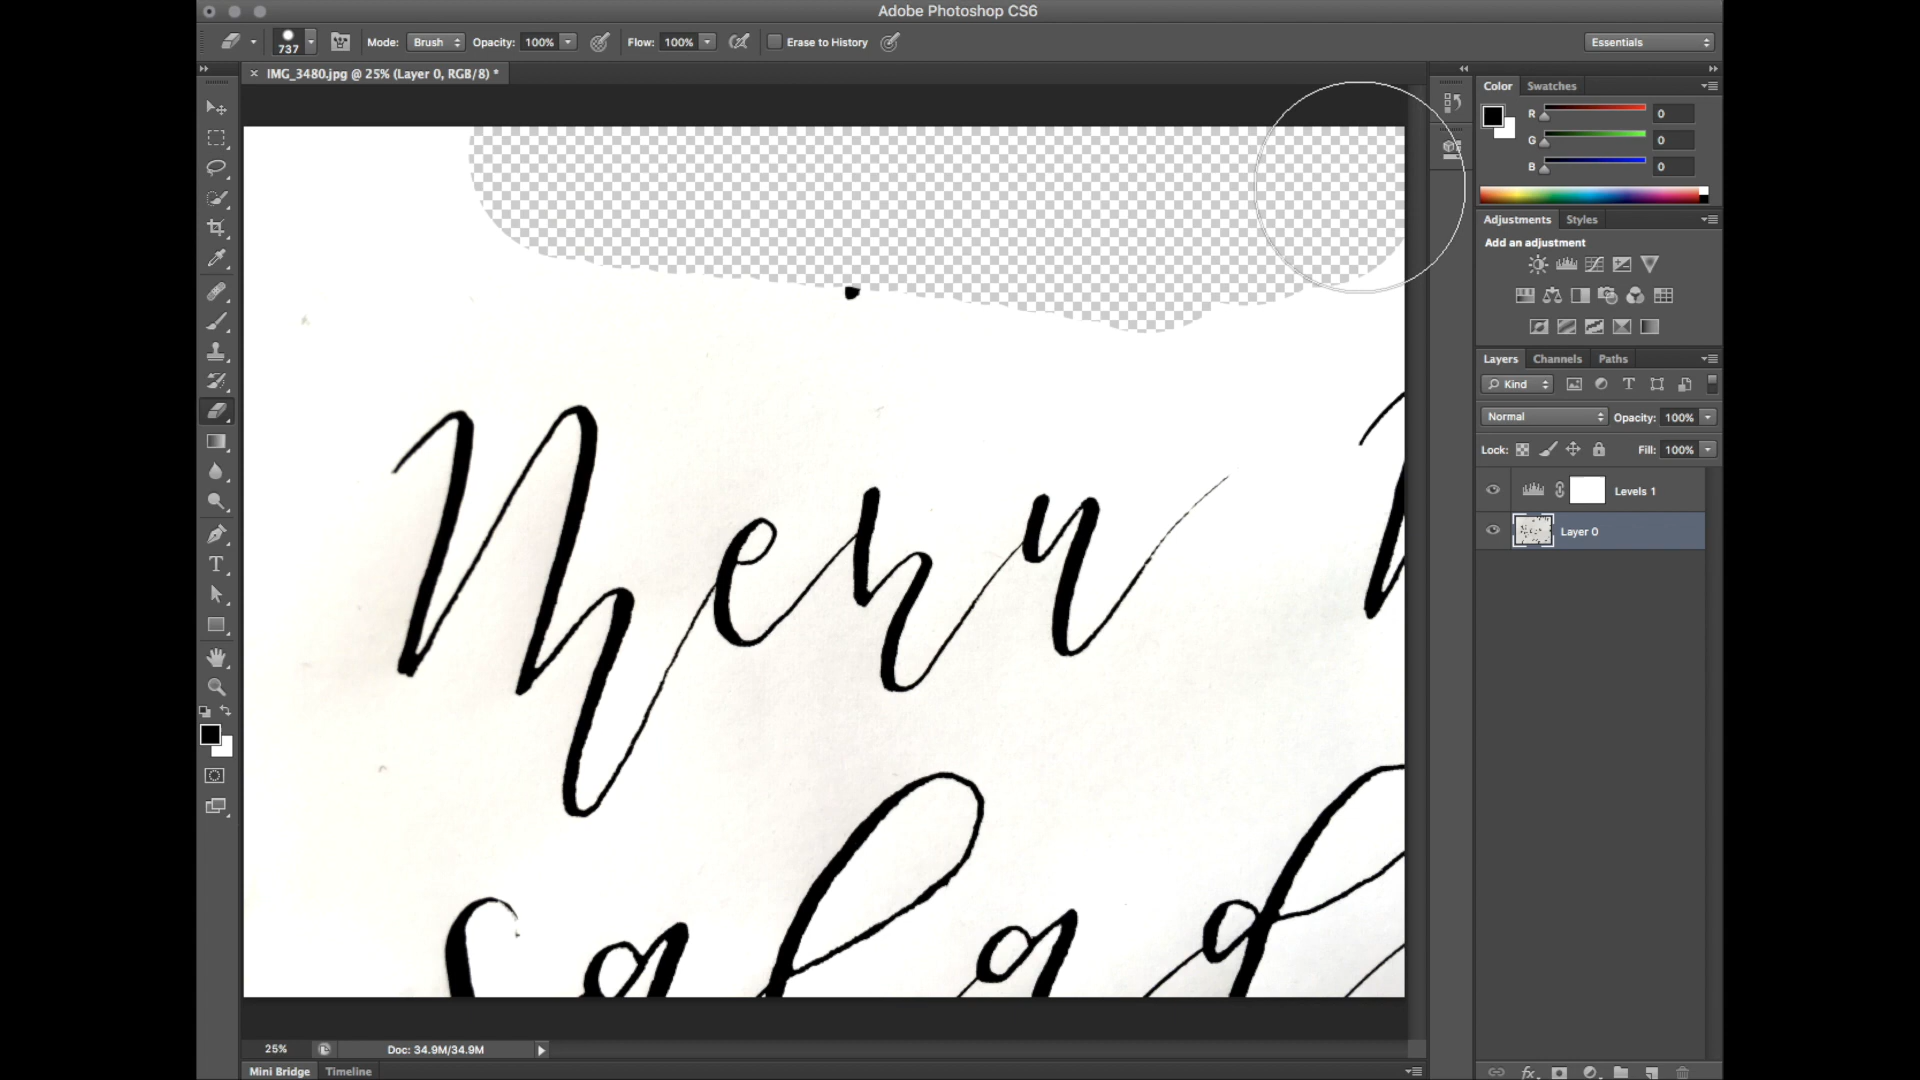 Adobe Photoshop CS6
737 Mode: Brush Opacity: 100% Flow: 100% Erase to History Essentials
IMG_3480.jpg @ 25% (Layer 0, RGB/8) *
Color Swatches
R 0
G 0
B 0
Adjustments Styles
Add an adjustment
Layers Channels Paths
Kind
Normal Opacity: 100%
Lock: Fill: 100%
Levels 1
Layer 0
Menu
salad
25% Doc: 34.9M/34.9M
Mini Bridge Timeline